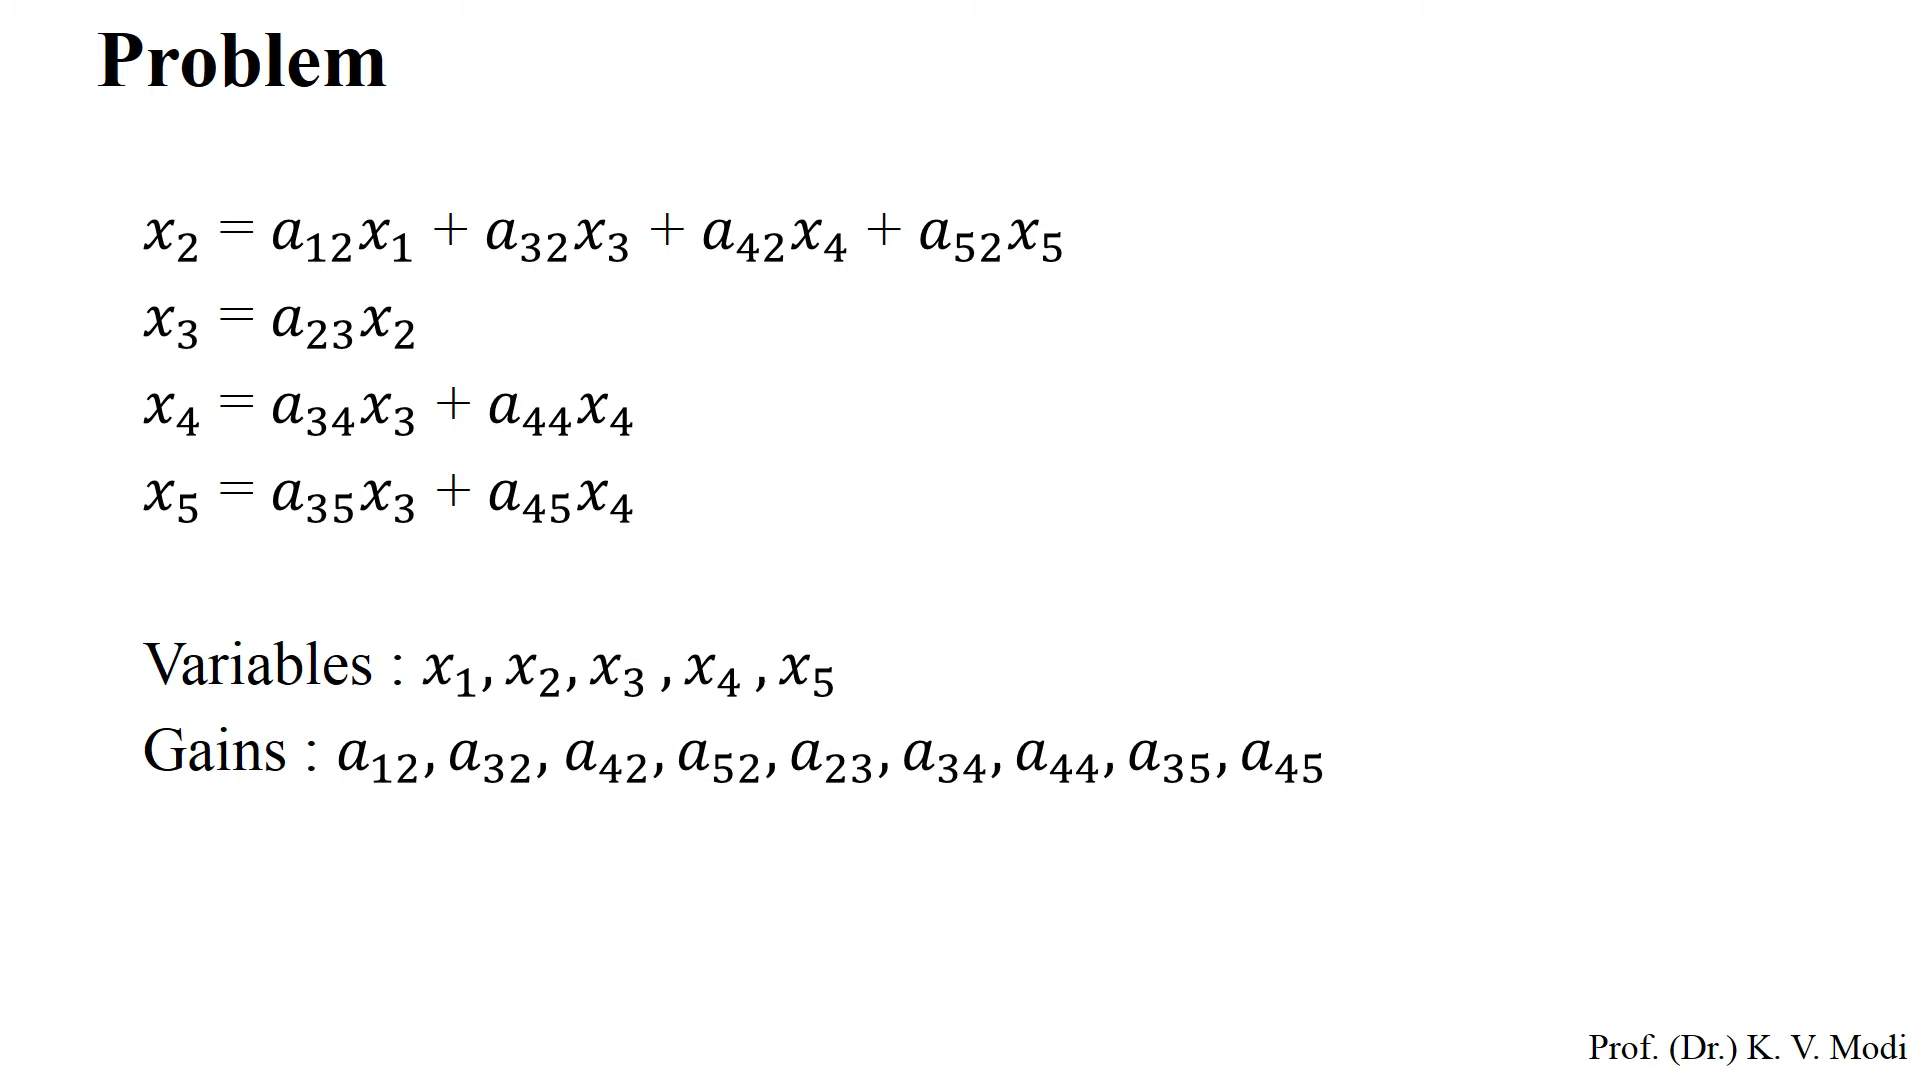 Problem
x₂ = a₁₂x₁ + a₃₂x₃ + a₄₂x₄ + a₅₂x₅
x₃ = a₂₃x₂
x₄ = a₃₄x₃ + a₄₄x₄
x₅ = a₃₅x₃ + a₄₅x₄
Variables : x₁, x₂, x₃ , x₄ , x₅
Gains : a₁₂, a₃₂, a₄₂, a₅₂, a₂₃, a₃₄, a₄₄, a₃₅, a₄₅
Prof. (Dr.) K. V. Modi